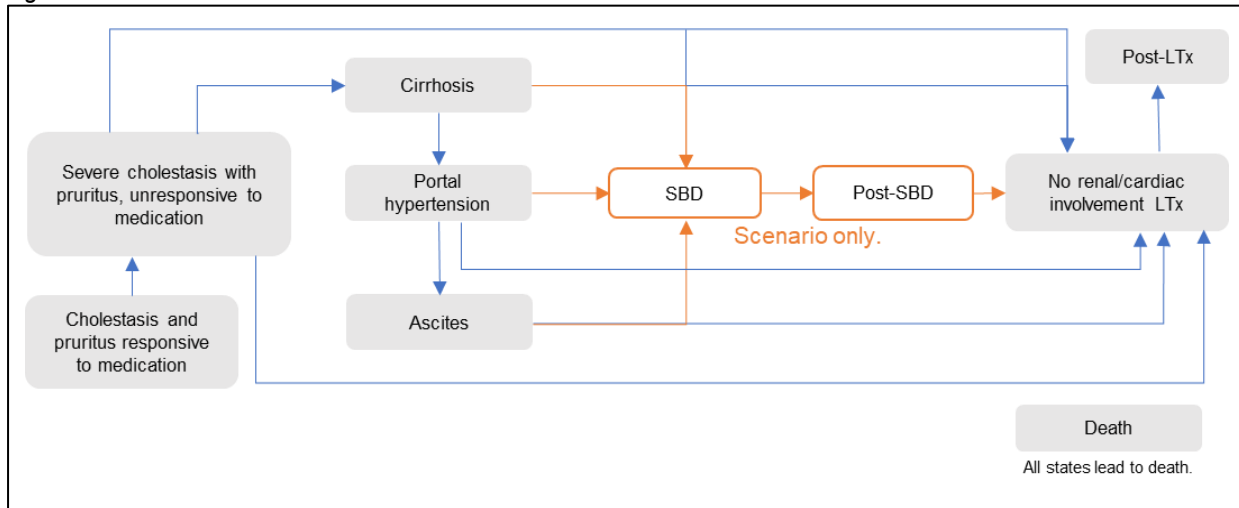 Post-LTx
Cirrhosis
Severe cholestasis with
pruritus, unresponsive to
medication
Portal
hypertension
SBD
Post-SBD
No renal/cardiac
involvement LTx
Scenario only.
Cholestasis and
pruritus responsive
to medication
Ascites
Death
All states lead to death.